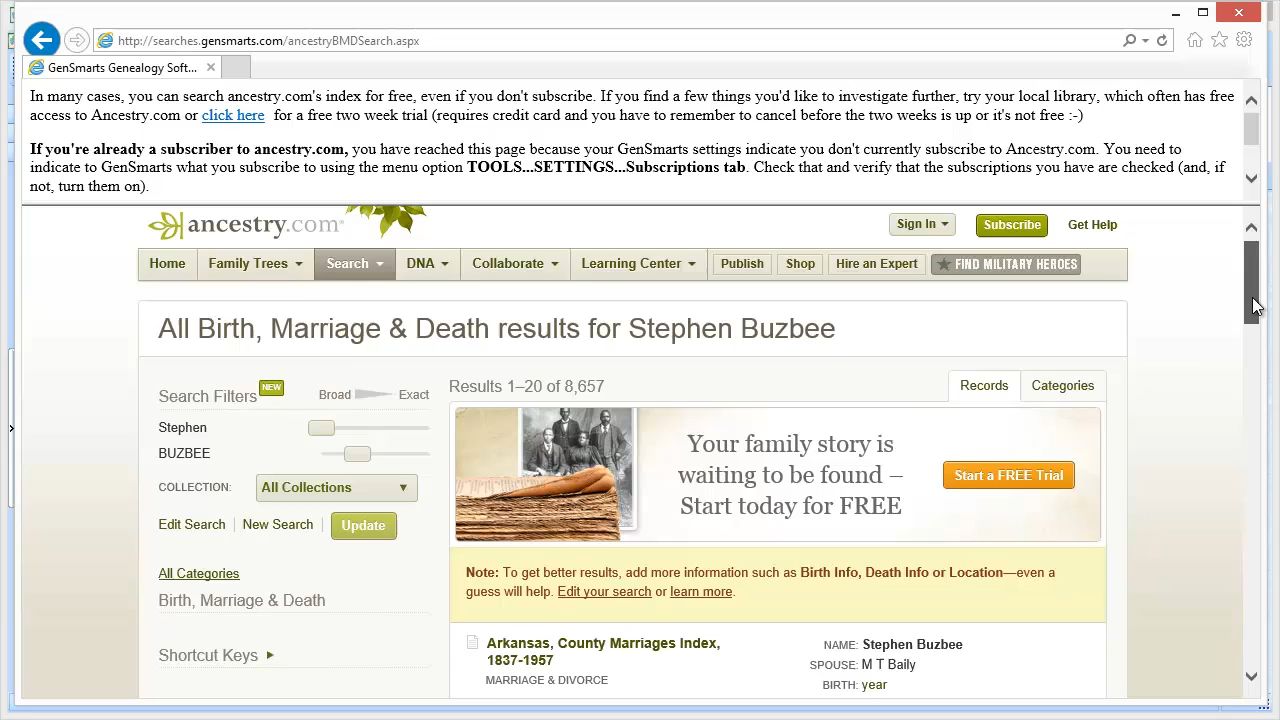 http://searches.gensmarts.com/ancestryBMDSearch.aspx
GenSmarts Genealogy Soft...
In many cases, you can search ancestry.com's index for free, even if you don't subscribe. If you find a few things you'd like to investigate further, try your local library, which often has free
access to Ancestry.com or click here for a free two week trial (requires credit card and you have to remember to cancel before the two weeks is up or it's not free :-)
If you're already a subscriber to ancestry.com, you have reached this page because your GenSmarts settings indicate you don't currently subscribe to Ancestry.com. You need to
indicate to GenSmarts what you subscribe to using the menu option TOOLS...SETTINGS...Subscriptions tab. Check that and verify that the subscriptions you have are checked (and, if
not, turn them on).
ancestry.com Sign In Subscribe Get Help
Home Family Trees Search DNA Collaborate Learning Center Publish Shop Hire an Expert FIND MILITARY HEROES
All Birth, Marriage & Death results for Stephen Buzbee
Search Filters NEW Broad Exact
Stephen
BUZBEE
COLLECTION: All Collections
Edit Search New Search Update
All Categories
Birth, Marriage & Death
Shortcut Keys
Results 1–20 of 8,657 Records Categories
Your family story is
waiting to be found –
Start today for FREE
Start a FREE Trial
Note: To get better results, add more information such as Birth Info, Death Info or Location—even a
guess will help. Edit your search or learn more.
Arkansas, County Marriages Index,
1837-1957
MARRIAGE & DIVORCE
NAME: Stephen Buzbee
SPOUSE: M T Baily
BIRTH: year